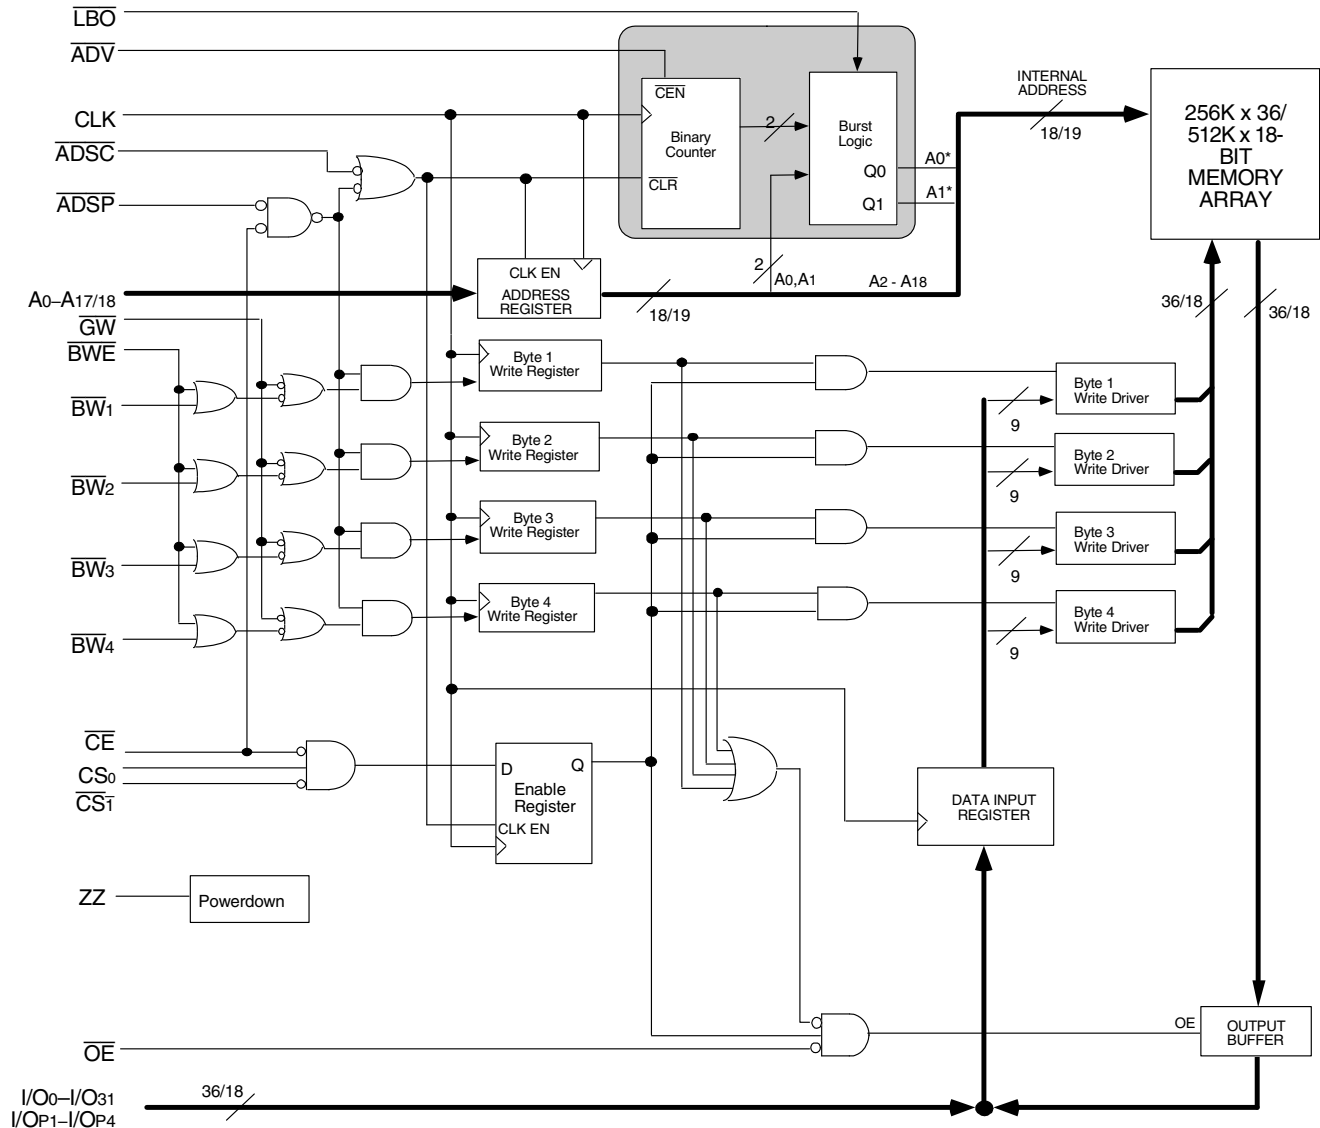 LBO
ADV
CLK
ADSC
ADSP
A0–A17/18
GW
BWE
BW1
BW2
BW3
BW4
CE
CS0
CS1
ZZ
OE
I/O0–I/O31
I/OP1–I/OP4
36/18
CEN
Binary
Counter
CLR
2
Burst
Logic
Q0
Q1
A0*
A1*
INTERNAL
ADDRESS
18/19
256K x 36/
512K x 18-
BIT
MEMORY
ARRAY
CLK EN
ADDRESS
REGISTER
18/19
2
A0,A1
A2 - A18
36/18
36/18
Byte 1
Write Register
Byte 2
Write Register
Byte 3
Write Register
Byte 4
Write Register
9
Byte 1
Write Driver
9
Byte 2
Write Driver
9
Byte 3
Write Driver
9
Byte 4
Write Driver
D
Q
Enable
Register
CLK EN
DATA INPUT
REGISTER
Powerdown
OE
OUTPUT
BUFFER